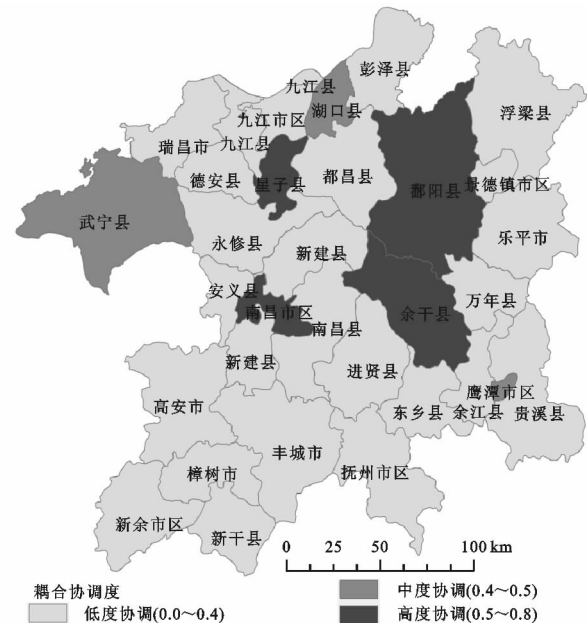 彭泽县
九江县
湖口县
浮梁县
九江市区
瑞昌市
九江县
星子县
都昌县
鄱阳县
景德镇市区
德安县
武宁县
永修县
新建县
乐平市
安义县
南昌市区
南昌县
余干县
万年县
新建县
进贤县
鹰潭市区
高安市
东乡县
余江县
贵溪县
丰城市
樟树市
抚州市区
新余市区
新干县
0 25 50 100 km
耦合协调度
低度协调(0.0~0.4)
中度协调(0.4~0.5)
高度协调(0.5~0.8)